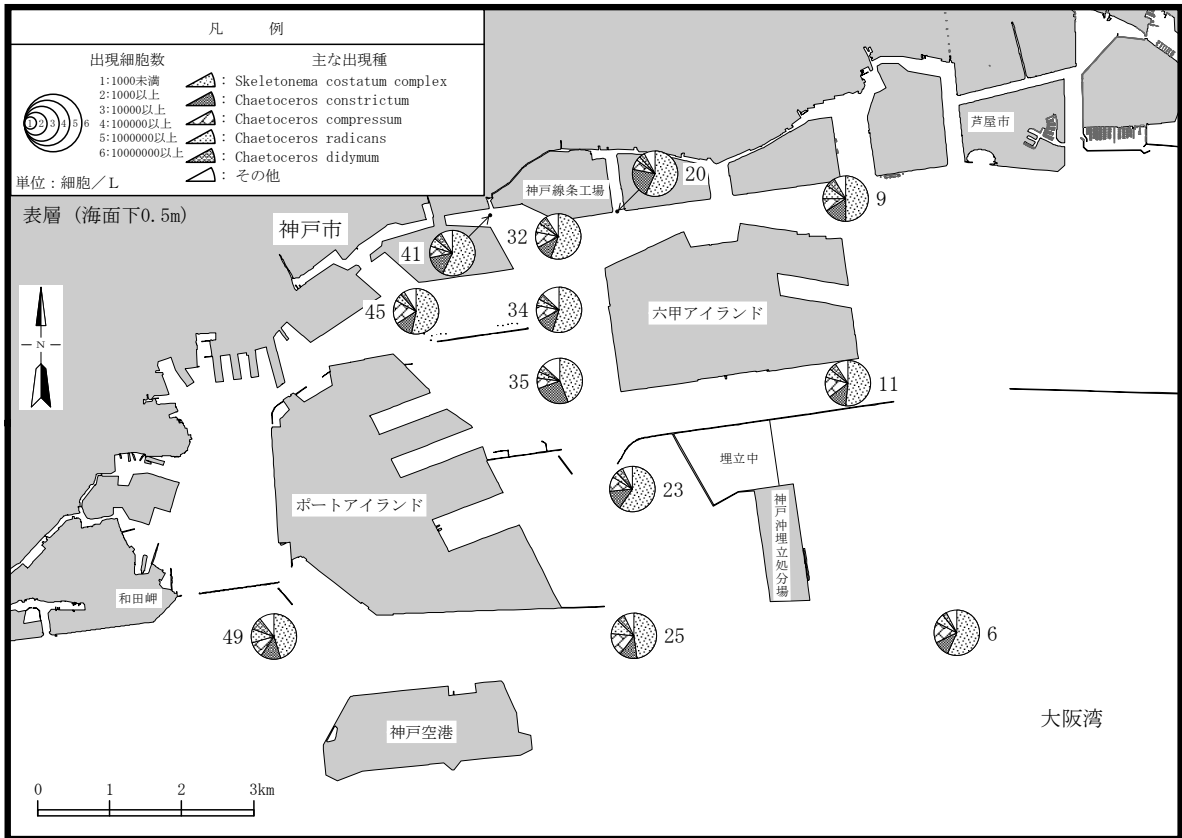 凡　例
出現細胞数
1:1000未満
2:1000以上
3:10000以上
4:100000以上
5:1000000以上
6:10000000以上
1 2 3 4 5 6
単位：細胞／L
主な出現種
: Skeletonema costatum complex
: Chaetoceros constrictum
: Chaetoceros compressum
: Chaetoceros radicans
: Chaetoceros didymum
: その他
表層（海面下0.5m）
神戸市
神戸線条工場
芦屋市
20
9
41
32
45
34
六甲アイランド
N
35
11
埋立中
23
ポートアイランド
神戸沖埋立処分場
和田岬
49
25
6
大阪湾
神戸空港
0 1 2 3km